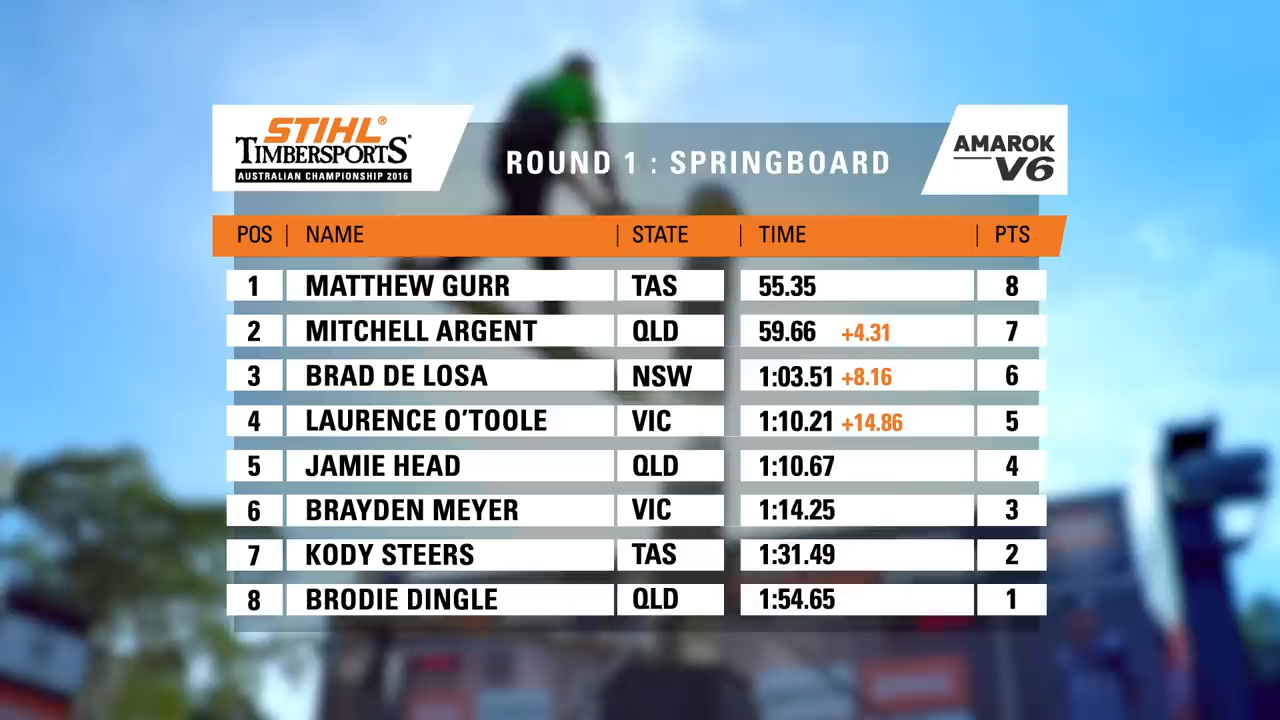 STIHL®
TIMBERSPORTS®
AUSTRALIAN CHAMPIONSHIP 2016
ROUND 1 : SPRINGBOARD
AMAROK
V6
POS | NAME | STATE | TIME | PTS
1 MATTHEW GURR TAS 55.35 8
2 MITCHELL ARGENT QLD 59.66 +4.31 7
3 BRAD DE LOSA NSW 1:03.51 +8.16 6
4 LAURENCE O'TOOLE VIC 1:10.21 +14.86 5
5 JAMIE HEAD QLD 1:10.67 4
6 BRAYDEN MEYER VIC 1:14.25 3
7 KODY STEERS TAS 1:31.49 2
8 BRODIE DINGLE QLD 1:54.65 1